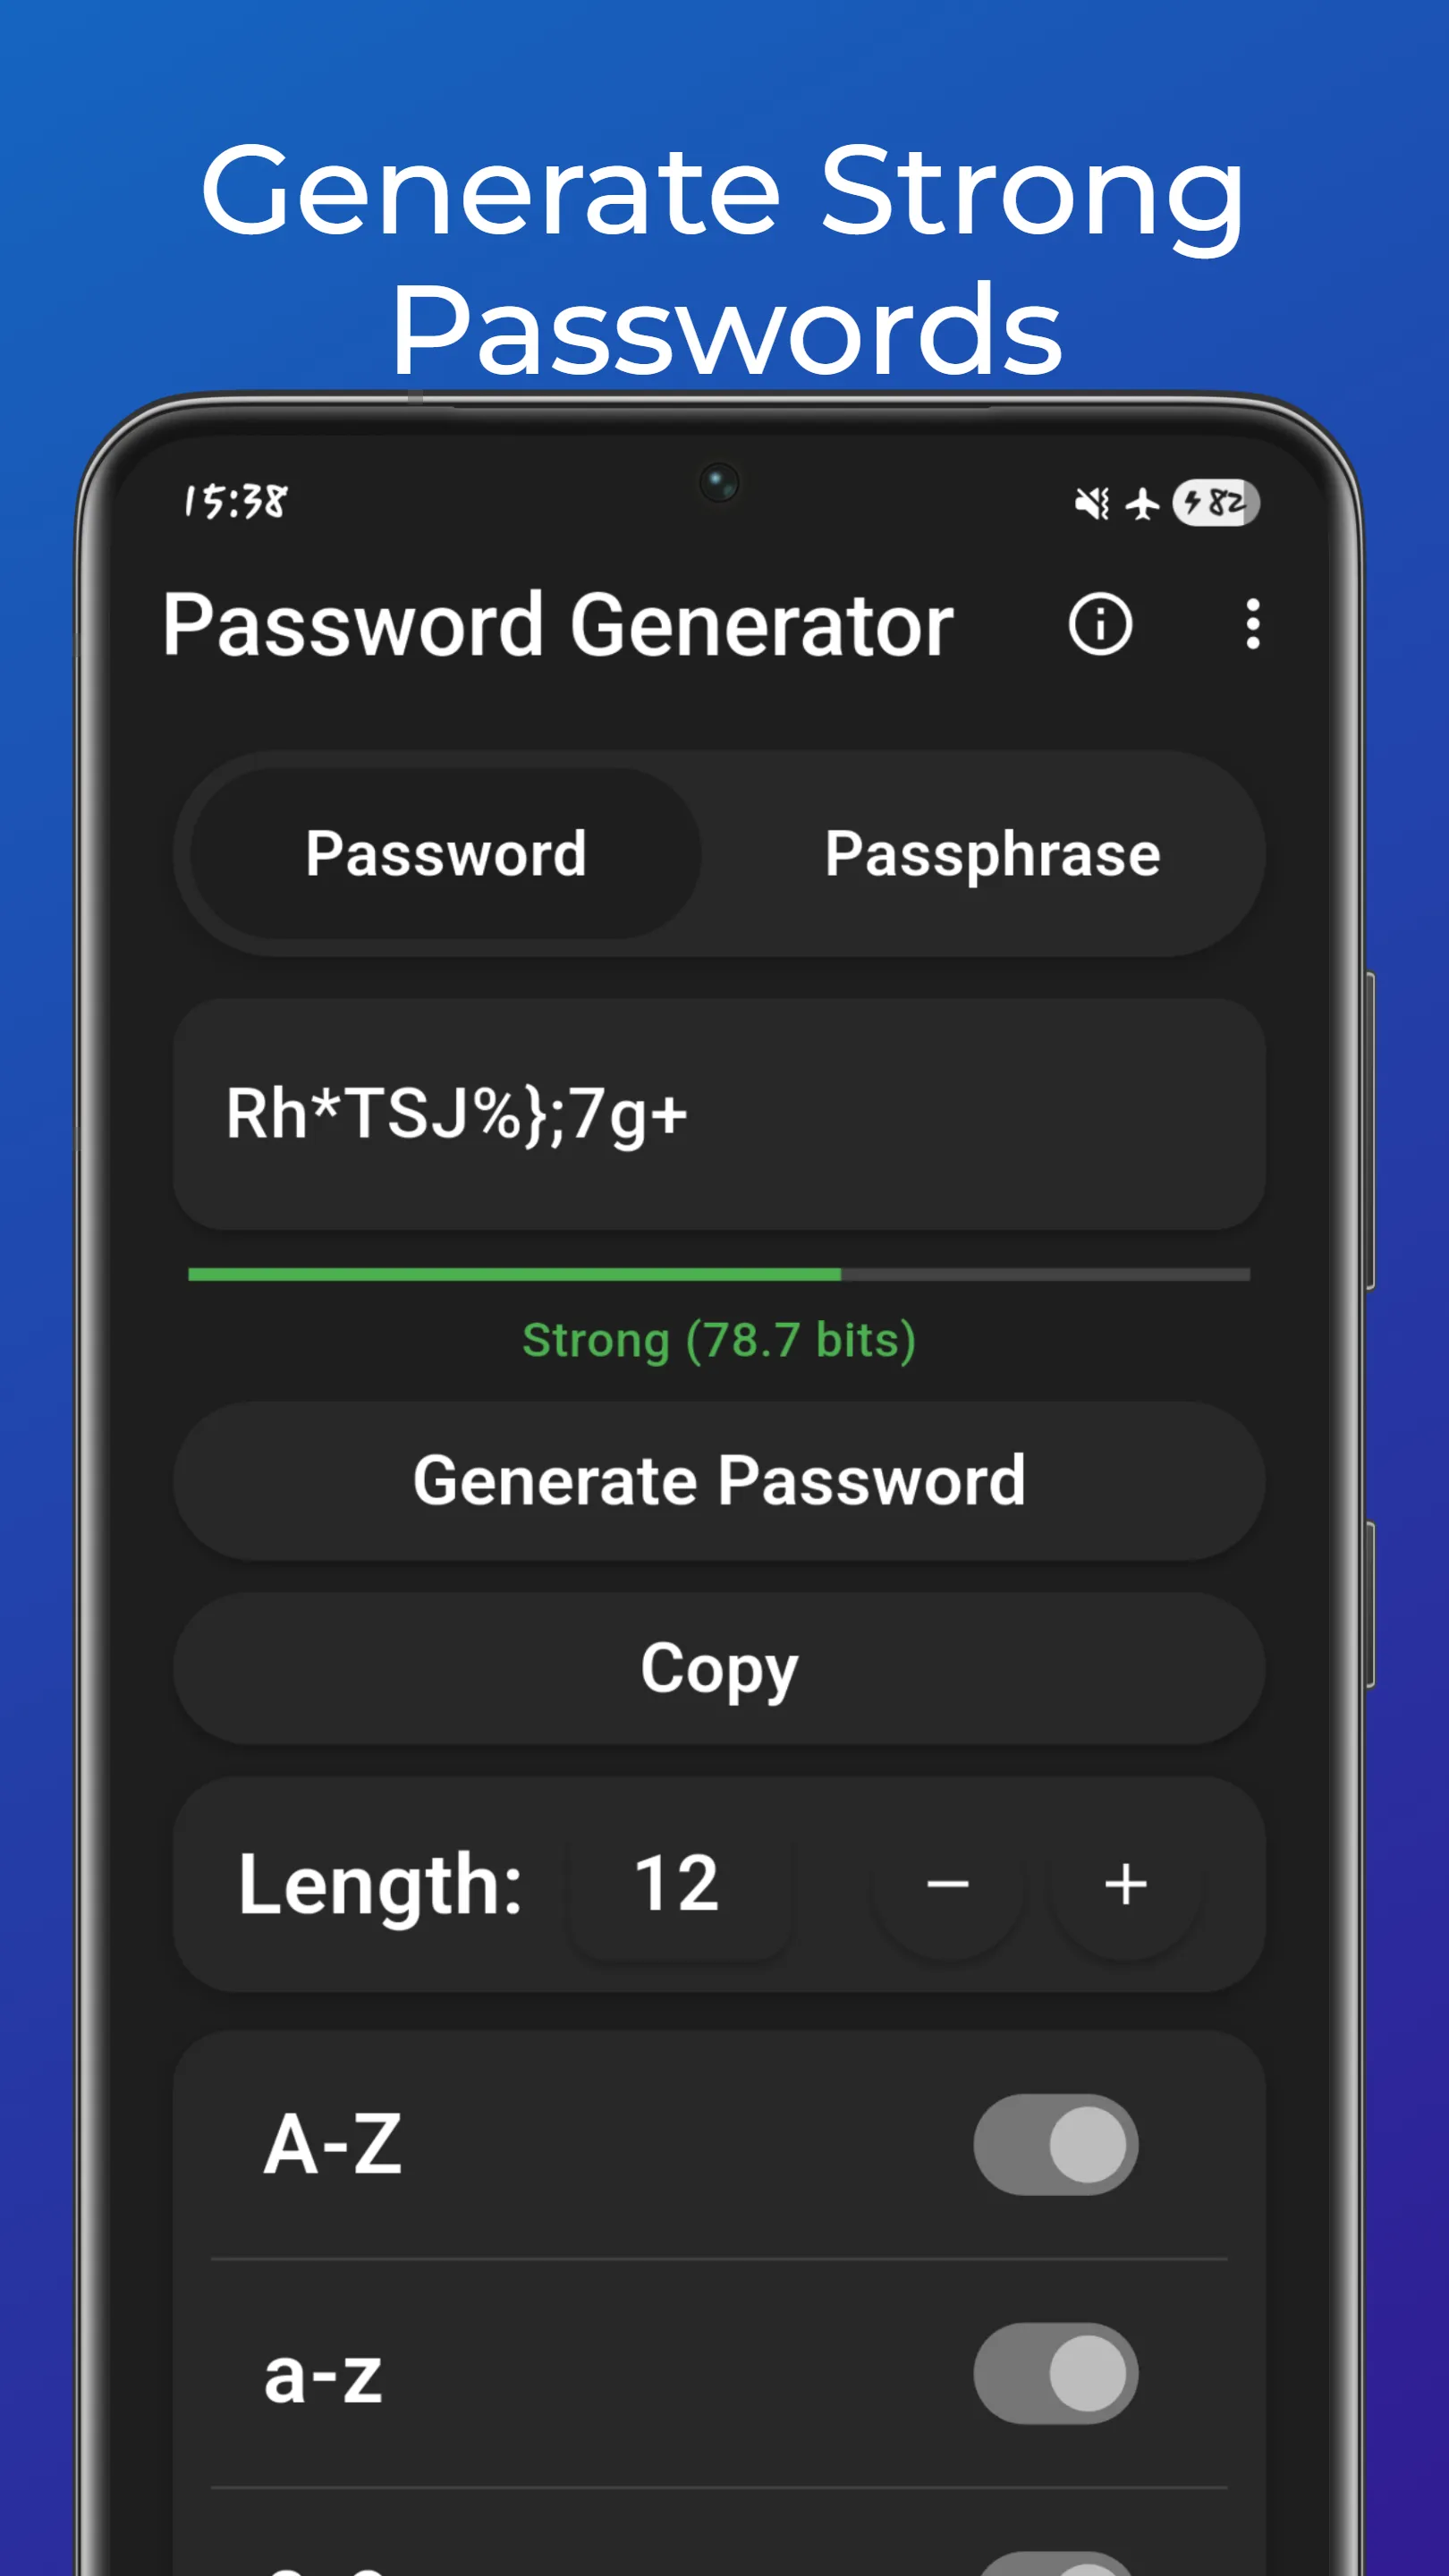 Generate Strong
Passwords
15:38
82
Password Generator
Password
Passphrase
Rh*TSJ%};7g+
Strong (78.7 bits)
Generate Password
Copy
Length:
12
−
+
A-Z
a-z